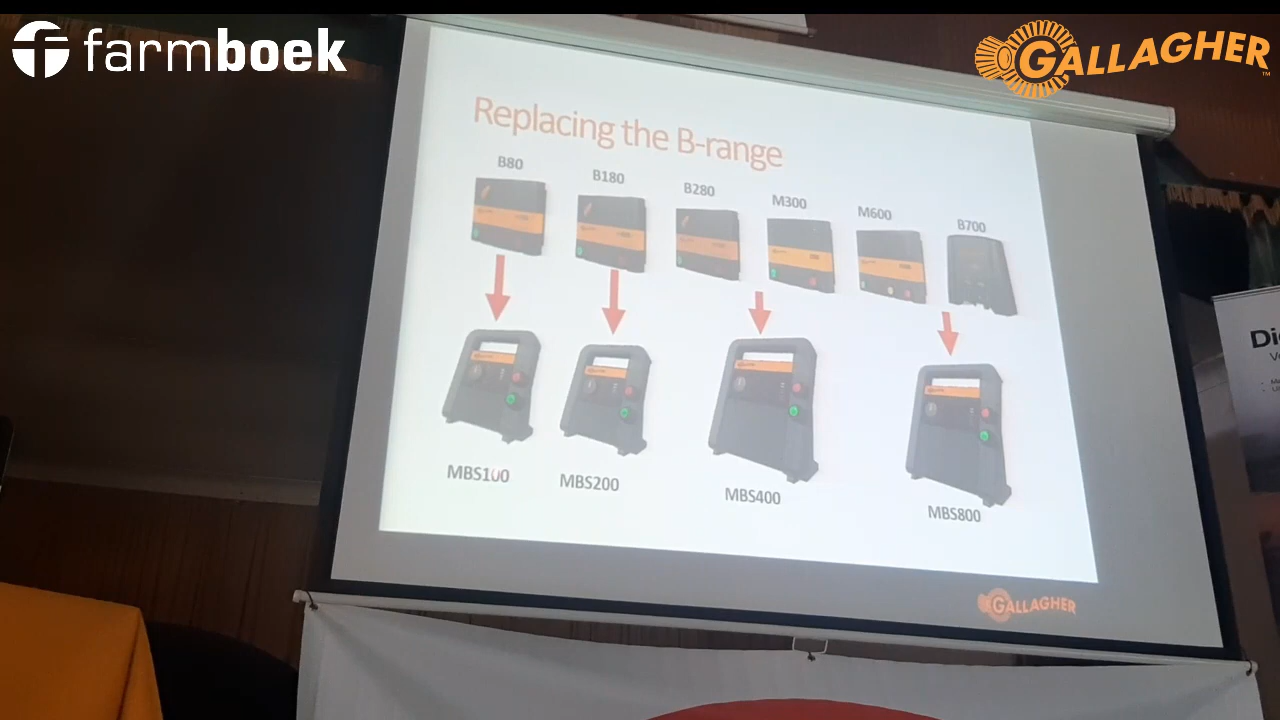 farmboek
GALLAGHER
Replacing the B-range
B80
B180
B280
M300
M600
B700
MBS100
MBS200
MBS400
MBS800
GALLAGHER